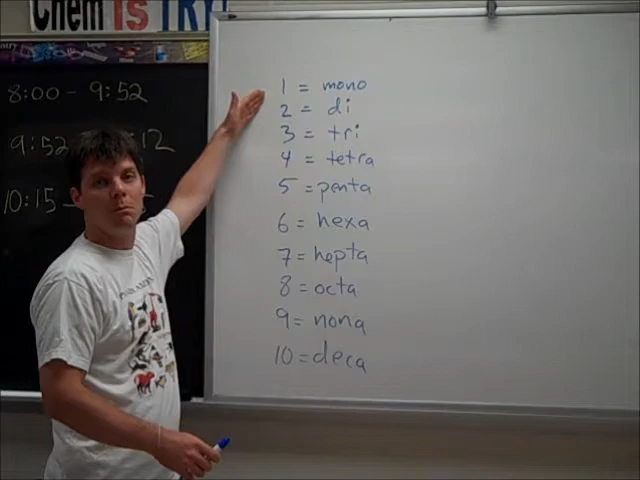 Chem IS TRY!
8:00 - 9:52
9:52 12
10:15
1 = mono
2 = di
3 = tri
4 = tetra
5 = penta
6 = hexa
7 = hepta
8 = octa
9 = nona
10 = deca